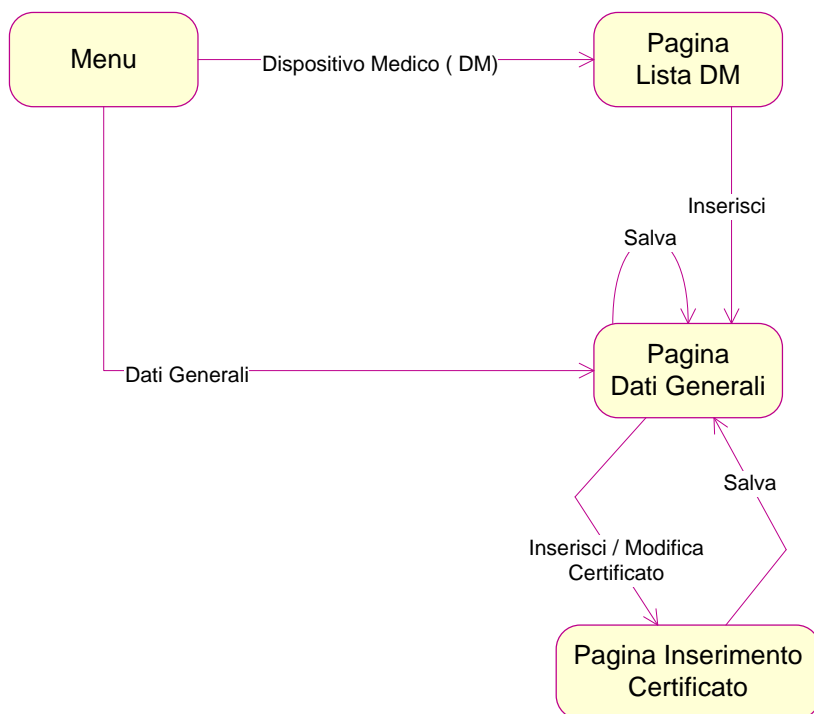 Menu
Dispositivo Medico ( DM)
Pagina
Lista DM
Inserisci
Salva
Pagina
Dati Generali
Dati Generali
Salva
Inserisci / Modifica
Certificato
Pagina Inserimento
Certificato